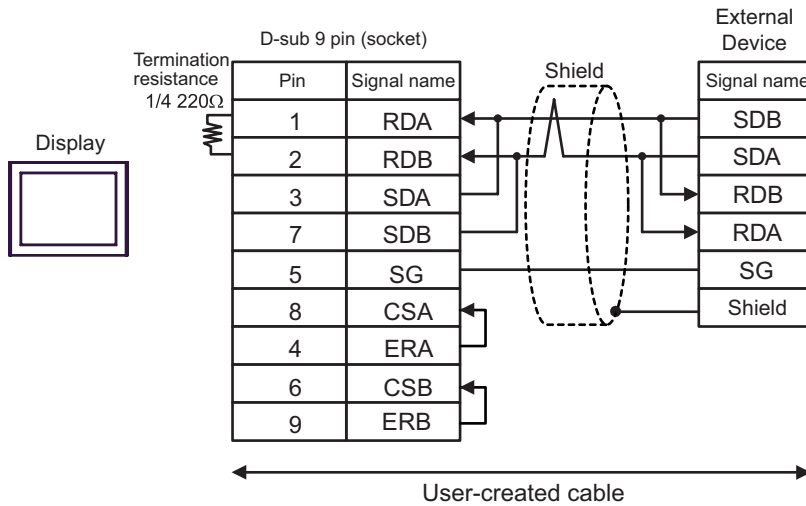 D-sub 9 pin (socket)
External
Device
Termination
resistance
1/4 220Ω
Display
Shield
Pin Signal name
Signal name
1 RDA
SDB
2 RDB
SDA
3 SDA
RDB
7 SDB
RDA
5 SG
SG
8 CSA
Shield
4 ERA
6 CSB
9 ERB
User-created cable